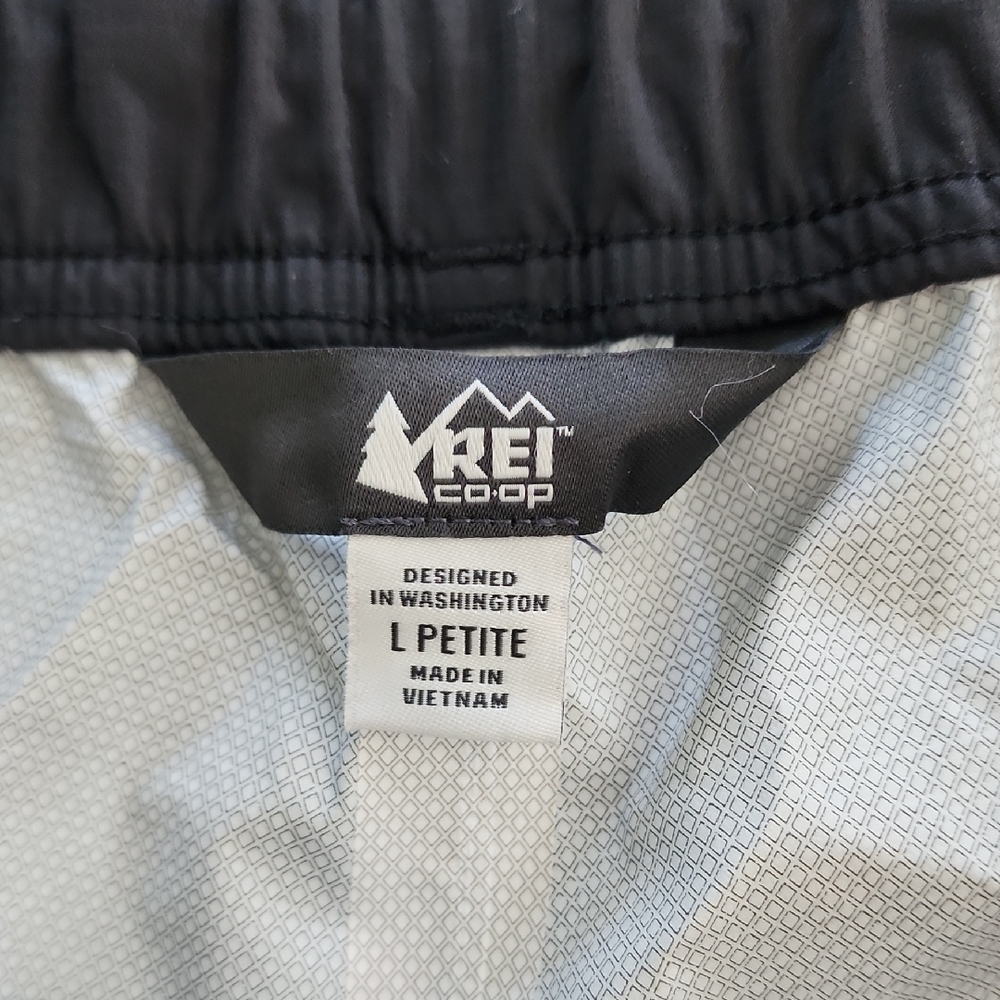 REI™
CO·OP
DESIGNED
IN WASHINGTON
L PETITE
MADE IN
VIETNAM